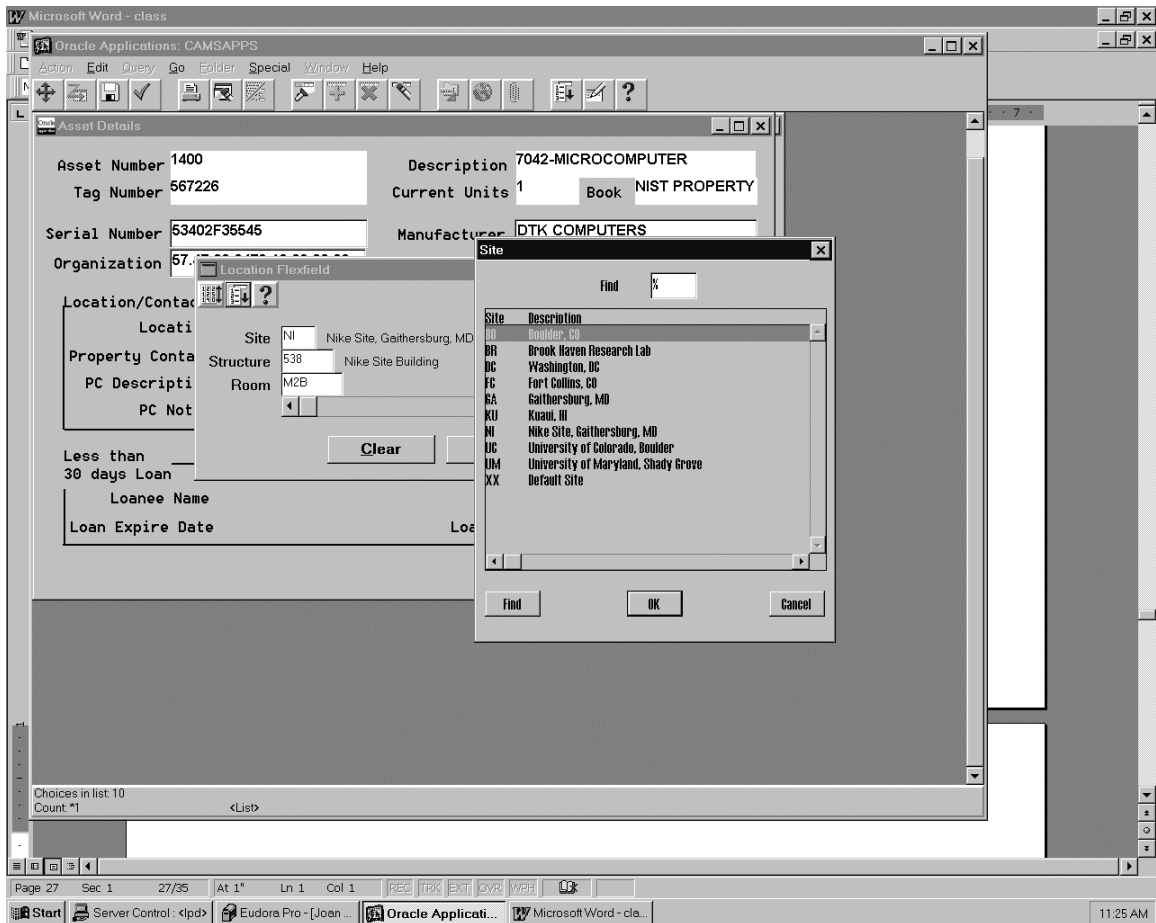 Microsoft Word - class
Oracle Applications: CAMSAPPS
Action Edit Query Go Folder Special Window Help
Asset Details
7
Asset Number 1400 Description 7042-MICROCOMPUTER
Tag Number 567226 Current Units 1 Book NIST PROPERTY
Serial Number 53402F35545 Manufacturer DTK COMPUTERS
Organization 57.
Location/Contac
Locati
Property Conta
PC Descripti
PC Not
Less than
30 days Loan
Loanee Name
Loan Expire Date Loa
Location Flexfield
Site NI Nike Site, Gaithersburg, MD
Structure 538 Nike Site Building
Room M2B
Clear
Site
Find %
Site Description
BO Boulder, CO
BR Brook Haven Research Lab
DC Washington, DC
FC Fort Collins, CO
GA Gaithersburg, MD
KU Kuaui, HI
NI Nike Site, Gaithersburg, MD
UC University of Colorado, Boulder
UM University of Maryland, Shady Grove
XX Default Site
Find OK Cancel
Choices in list: 10
Count: *1 <List>
Page 27 Sec 1 27/35 At 1" Ln 1 Col 1 REC TRK EXT OVR WPH
Start Server Control : <lpd> Eudora Pro - [Joan ... Oracle Applicati... Microsoft Word - cla... 11:25 AM